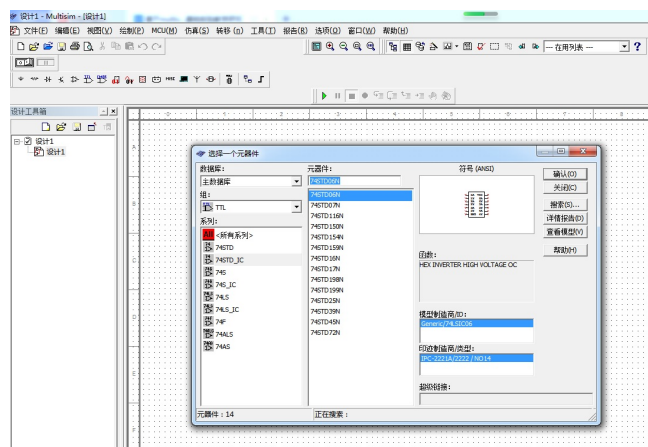 设计1 - Multisim - [设计1]
文件(F) 编辑(E) 视图(V) 绘制(P) MCU(M) 仿真(S) 转移(n) 工具(T) 报告(R) 选项(O) 窗口(W) 帮助(H)
--- 在用列表 ---
设计工具箱
设计1
设计1
选择一个元器件
数据库:
主数据库
组:
TTL
系列:
<所有系列>
74STD
74STD_IC
74S
74S_IC
74LS
74LS_IC
74F
74ALS
74AS
元器件:
74STD06N
74STD06N
74STD07N
74STD116N
74STD150N
74STD154N
74STD159N
74STD16N
74STD17N
74STD198N
74STD199N
74STD25N
74STD39N
74STD45N
74STD72N
符号 (ANSI)
函数:
HEX INVERTER HIGH VOLTAGE OC
模型制造商/ID:
Generic/74LSIC06
印迹制造商/类型:
IPC-2221A/2222 / NO14
超级链接:
确认(O)
关闭(C)
搜索(S)...
详情报告(D)
查看模型(V)
帮助(H)
元器件: 14
正在搜索: